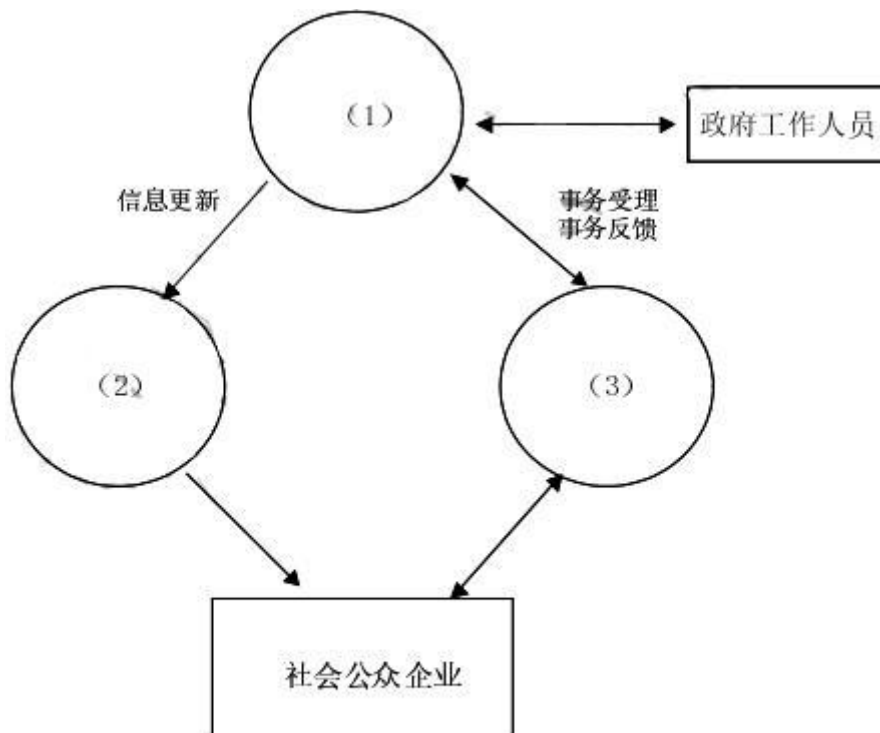 （1）
政府工作人员
信息更新
事务受理
事务反馈
（2）
（3）
社会公众企业